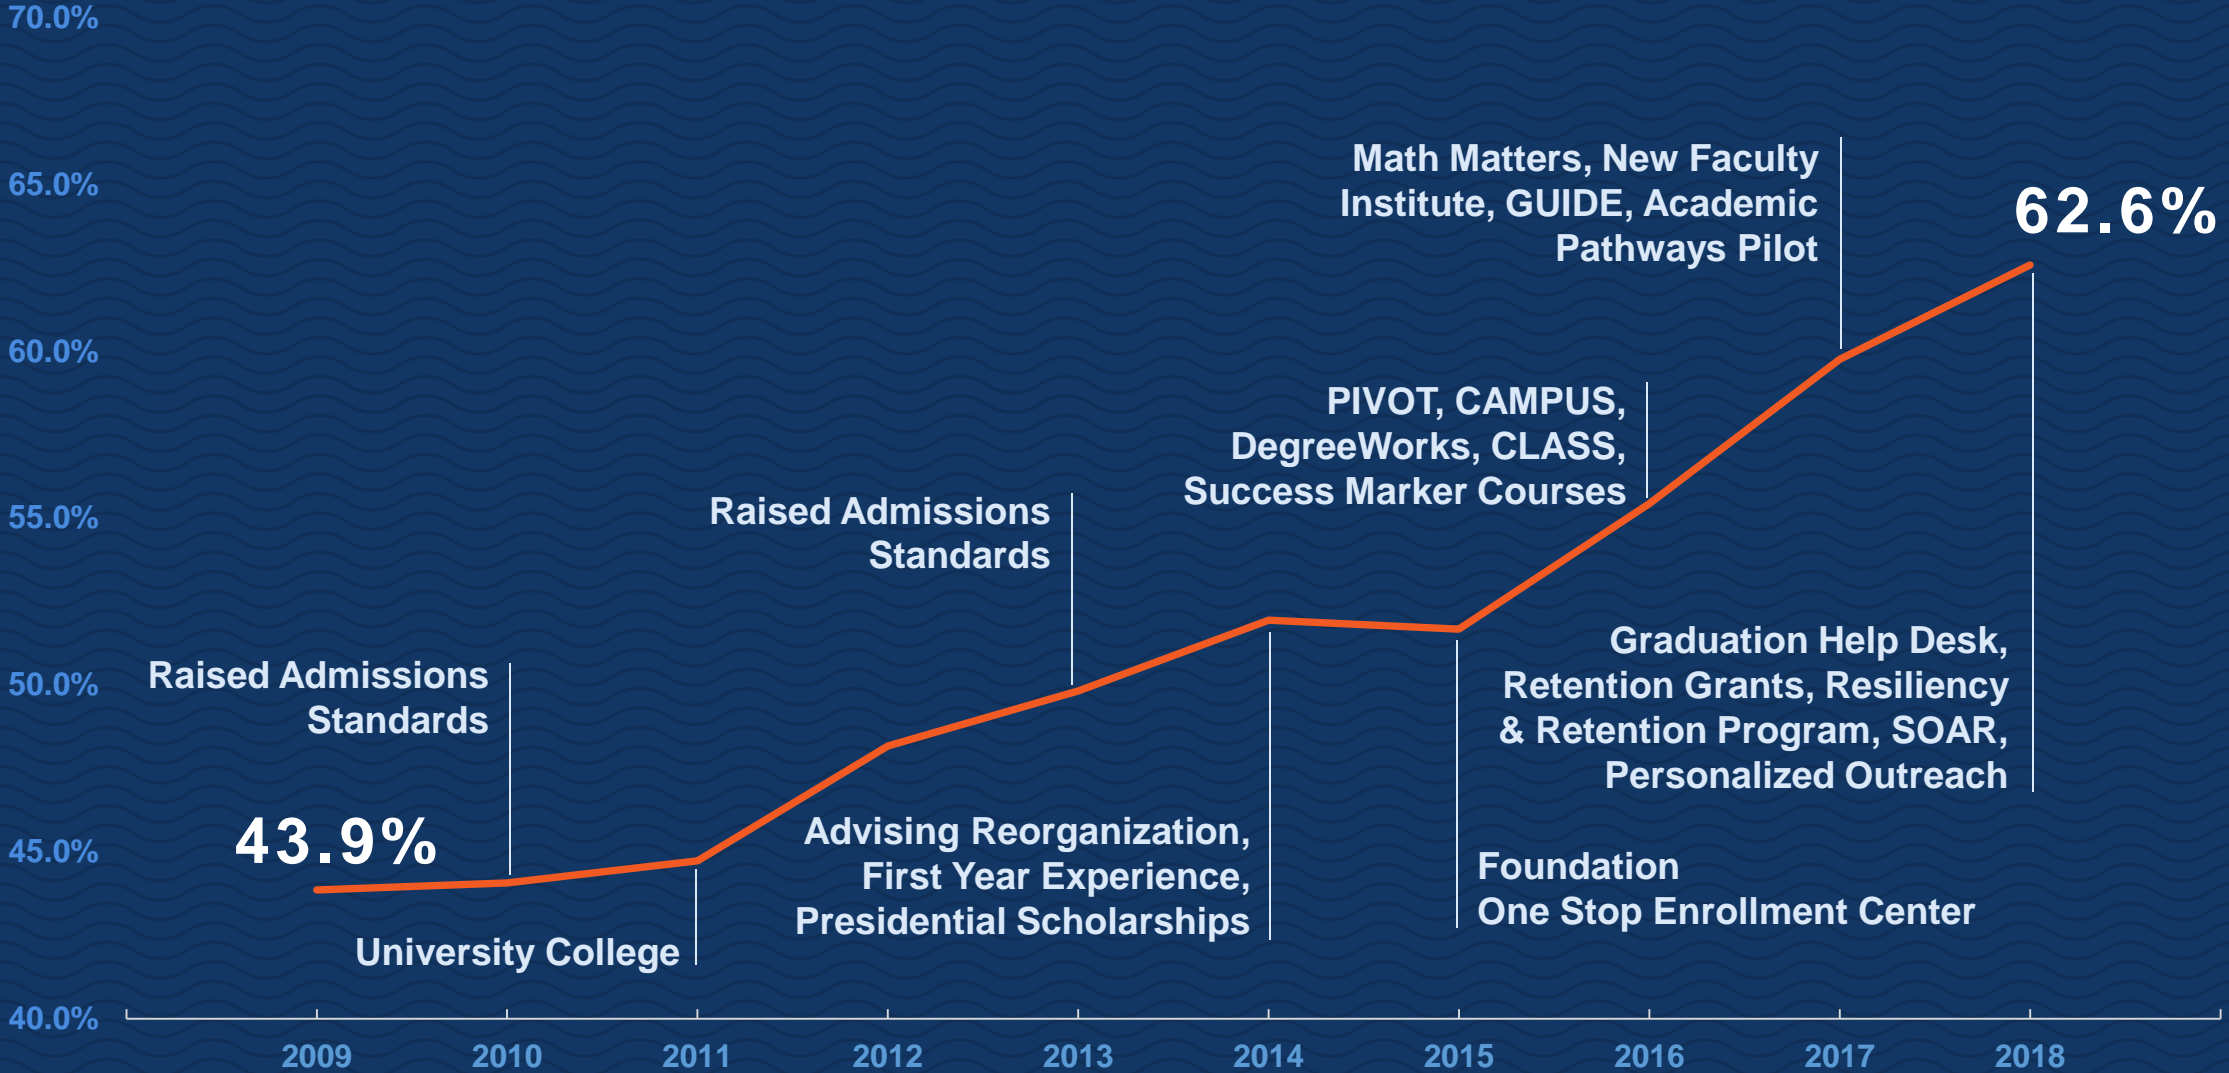 70.0%
65.0%
60.0%
55.0%
50.0%
45.0%
40.0%
43.9%
Raised Admissions
Standards
University College
Raised Admissions
Standards
Advising Reorganization,
First Year Experience,
Presidential Scholarships
Foundation
One Stop Enrollment Center
PIVOT, CAMPUS,
DegreeWorks, CLASS,
Success Marker Courses
Math Matters, New Faculty
Institute, GUIDE, Academic
Pathways Pilot
62.6%
Graduation Help Desk,
Retention Grants, Resiliency
& Retention Program, SOAR,
Personalized Outreach
2009
2010
2011
2012
2013
2014
2015
2016
2017
2018